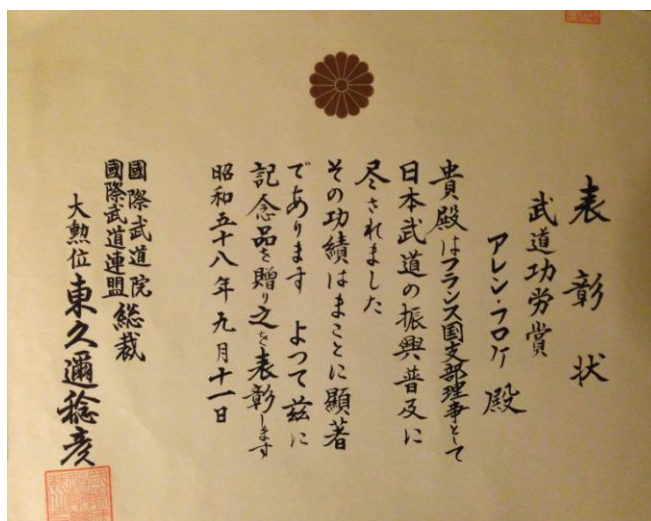 表彰状
武道功労賞
アレン・フロケ 殿
貴殿はフランス国支部理事として
日本武道の振興普及に
尽されました
その功績はまことに顕著
であります よつて茲に
記念品を贈り之を表彰します
昭和五十八年九月十一日
國際武道院
國際武道連盟
総裁
大勲位 東久邇稔彦